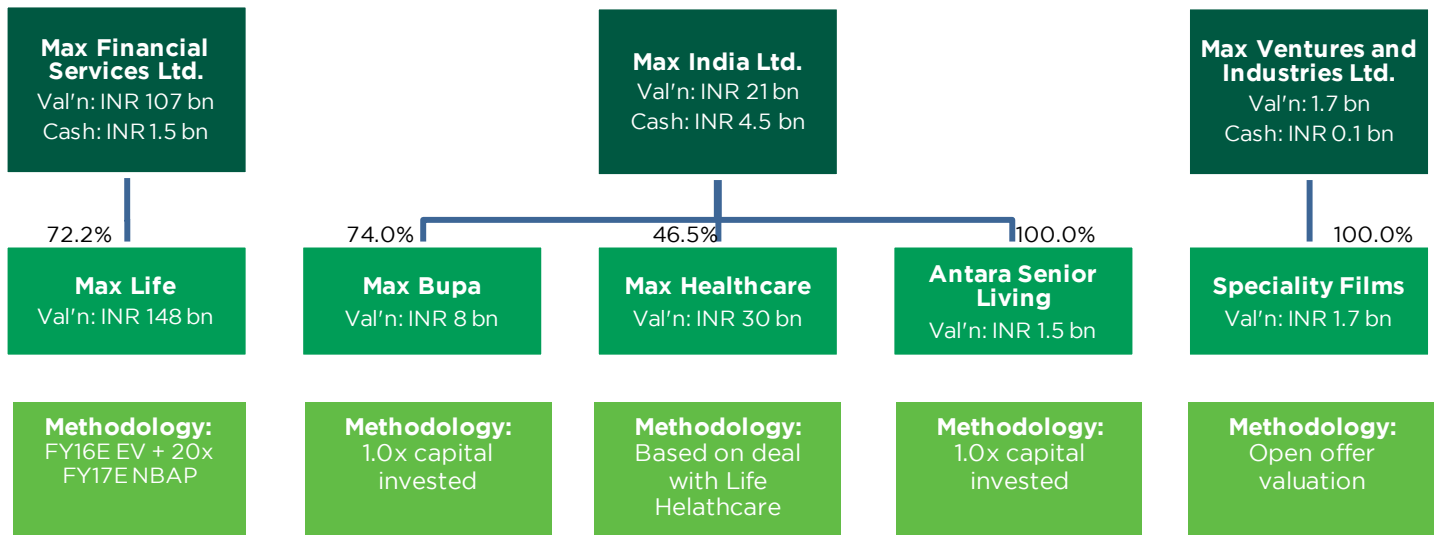 Max Financial
Services Ltd.
Val'n: INR 107 bn
Cash: INR 1.5 bn
Max India Ltd.
Val'n: INR 21 bn
Cash: INR 4.5 bn
Max Ventures and
Industries Ltd.
Val'n: 1.7 bn
Cash: INR 0.1 bn
72.2%
74.0%
46.5%
100.0%
100.0%
Max Life
Val'n: INR 148 bn
Max Bupa
Val'n: INR 8 bn
Max Healthcare
Val'n: INR 30 bn
Antara Senior
Living
Val'n: INR 1.5 bn
Speciality Films
Val'n: INR 1.7 bn
Methodology:
FY16E EV + 20x
FY17E NBAP
Methodology:
1.0x capital
invested
Methodology:
Based on deal
with Life
Helathcare
Methodology:
1.0x capital
invested
Methodology:
Open offer
valuation